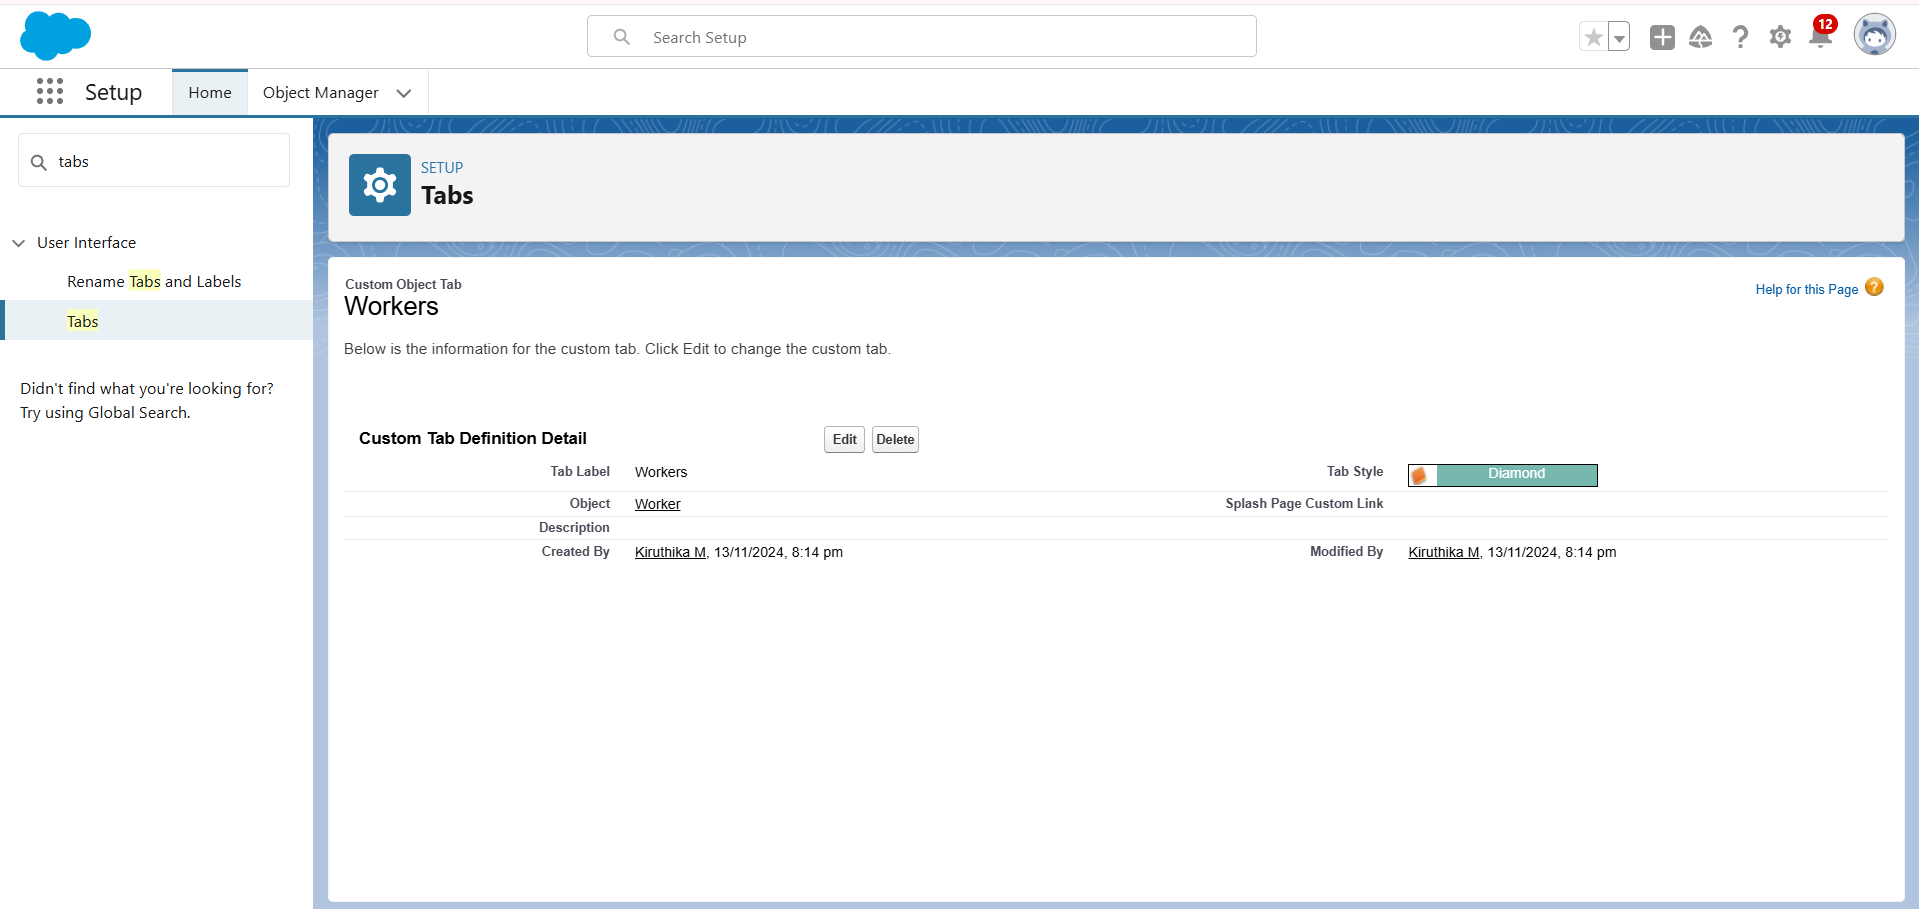 Search Setup
12
Setup
Home
Object Manager
tabs
User Interface
Rename Tabs and Labels
Tabs
Didn't find what you're looking for?
Try using Global Search.
SETUP
Tabs
Custom Object Tab
Workers
Help for this Page ?
Below is the information for the custom tab. Click Edit to change the custom tab.
Custom Tab Definition Detail Edit Delete
Tab Label Workers Tab Style Diamond
Object Worker Splash Page Custom Link
Description
Created By Kiruthika M, 13/11/2024, 8:14 pm Modified By Kiruthika M, 13/11/2024, 8:14 pm